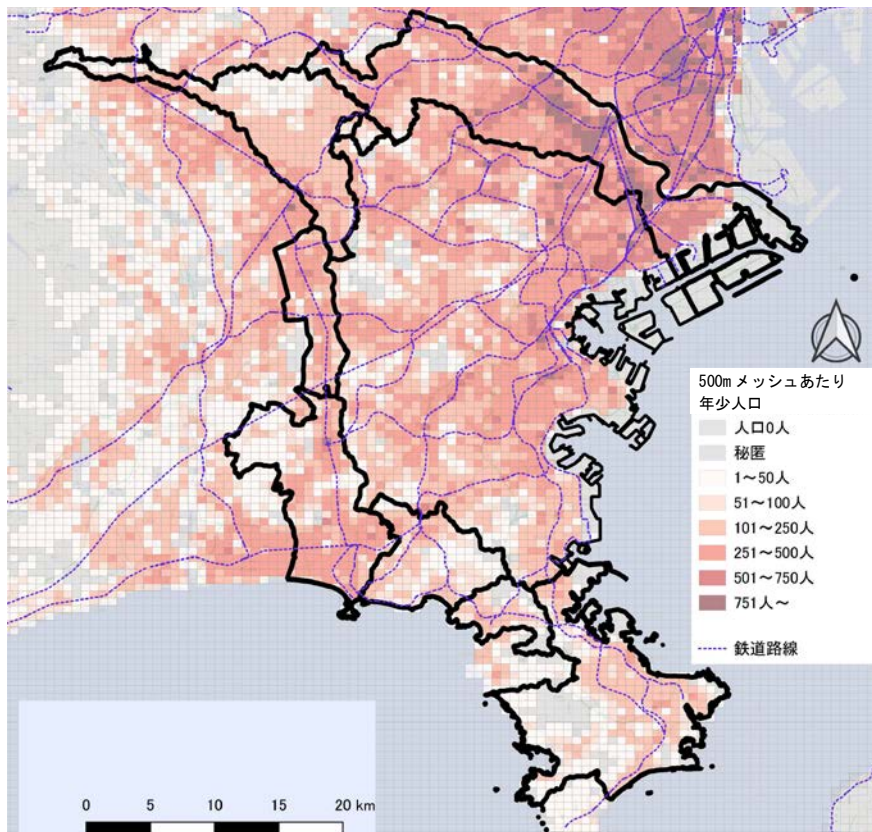 500m メッシュあたり
年少人口
人口0人
秘匿
1～50人
51～100人
101～250人
251～500人
501～750人
751人～
鉄道路線
0 5 10 15 20 km